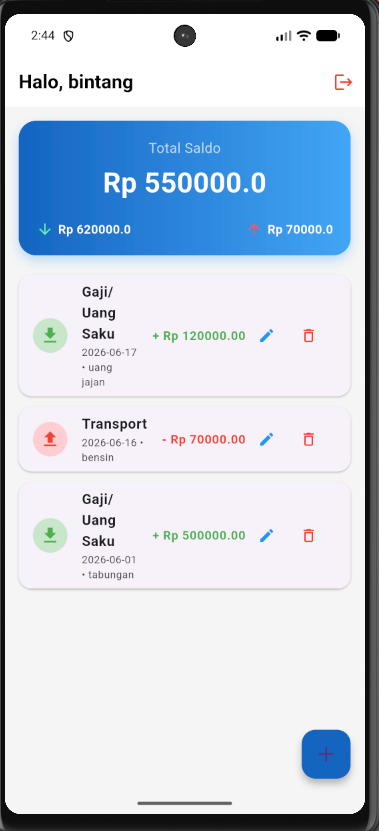 2:44
Halo, bintang
Total Saldo
Rp 550000.0
Rp 620000.0
Rp 70000.0
Gaji/
Uang
Saku
2026-06-17
• uang
jajan
+ Rp 120000.00
Transport
2026-06-16 •
bensin
- Rp 70000.00
Gaji/
Uang
Saku
2026-06-01
• tabungan
+ Rp 500000.00